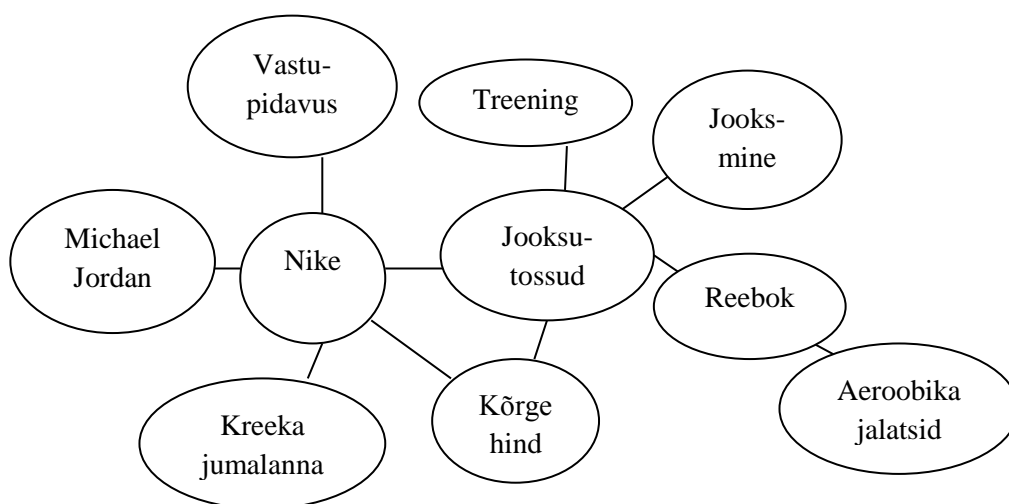 Vastu-
pidavus
Treening
Jooks-
mine
Michael
Jordan
Nike
Jooksu-
tossud
Reebok
Kreeka
jumalanna
Kõrge
hind
Aeroobika
jalatsid